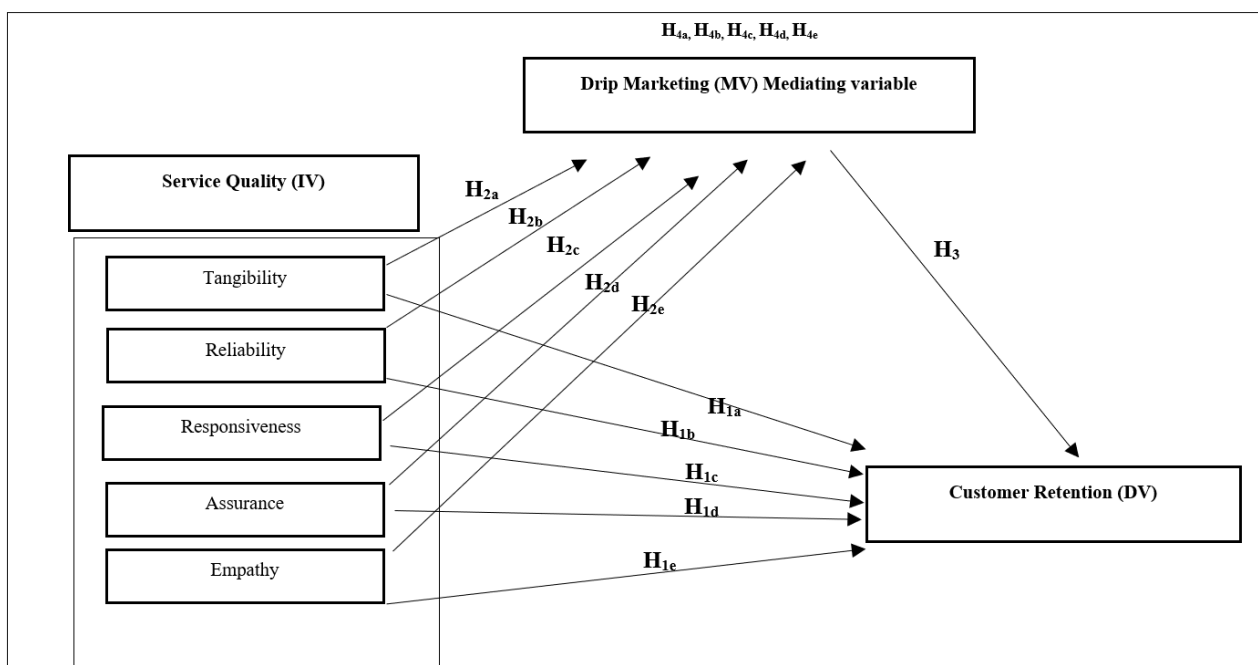 H4a, H4b, H4c, H4d, H4e
Drip Marketing (MV) Mediating variable
Service Quality (IV)
H2a
H2b
H2c
H2d
H2e
H3
Tangibility
Reliability
Responsiveness
Assurance
Empathy
H1a
H1b
H1c
H1d
H1e
Customer Retention (DV)